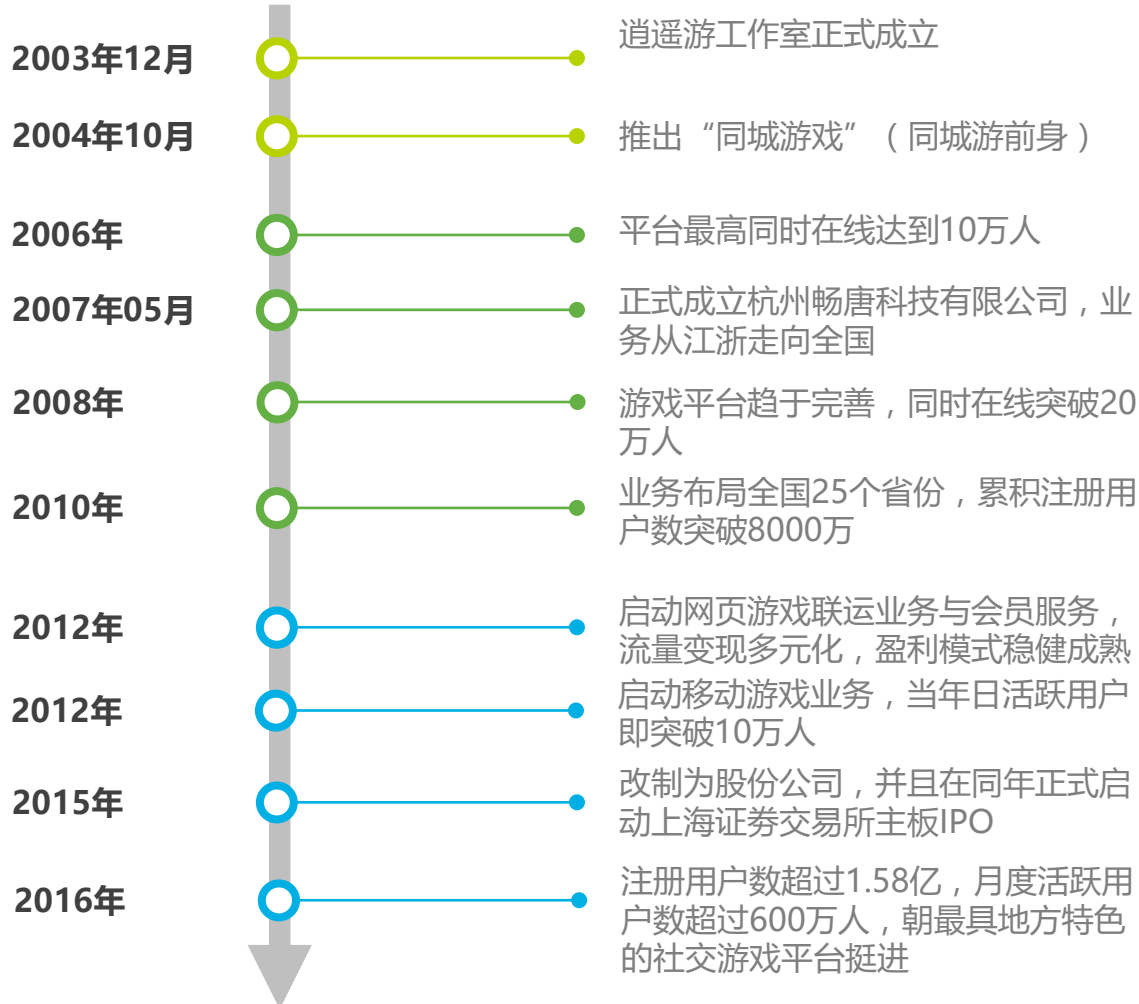 2003年12月
逍遥游工作室正式成立
2004年10月
推出“同城游戏”（同城游前身）
2006年
平台最高同时在线达到10万人
2007年05月
正式成立杭州畅唐科技有限公司，业
务从江浙走向全国
2008年
游戏平台趋于完善，同时在线突破20
万人
2010年
业务布局全国25个省份，累积注册用
户数突破8000万
2012年
启动网页游戏联运业务与会员服务，
流量变现多元化，盈利模式稳健成熟
2012年
启动移动游戏业务，当年日活跃用户
即突破10万人
2015年
改制为股份公司，并且在同年正式启
动上海证券交易所主板IPO
2016年
注册用户数超过1.58亿，月度活跃用
户数超过600万人，朝最具地方特色
的社交游戏平台挺进